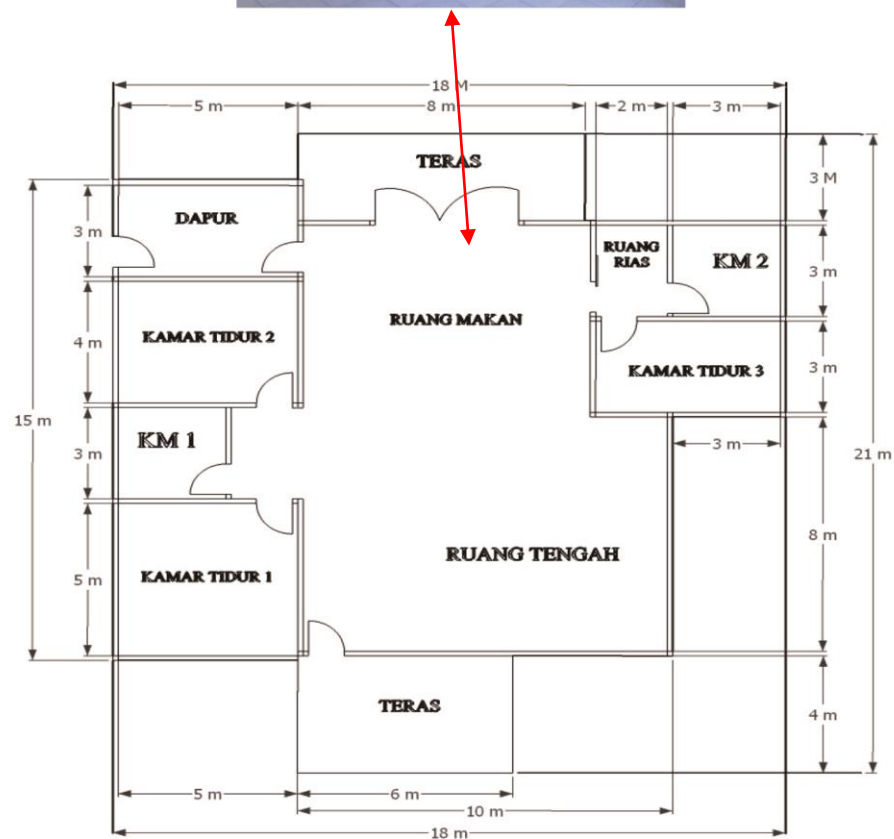 18 M
5 m
8 m
2 m
3 m
TERAS
3 M
DAPUR
3 m
RUANG
RIAS
KM 2
3 m
RUANG MAKAN
KAMAR TIDUR 2
4 m
KAMAR TIDUR 3
3 m
15 m
KM 1
3 m
3 m
21 m
RUANG TENGAH
8 m
KAMAR TIDUR 1
5 m
TERAS
4 m
5 m
6 m
10 m
18 m